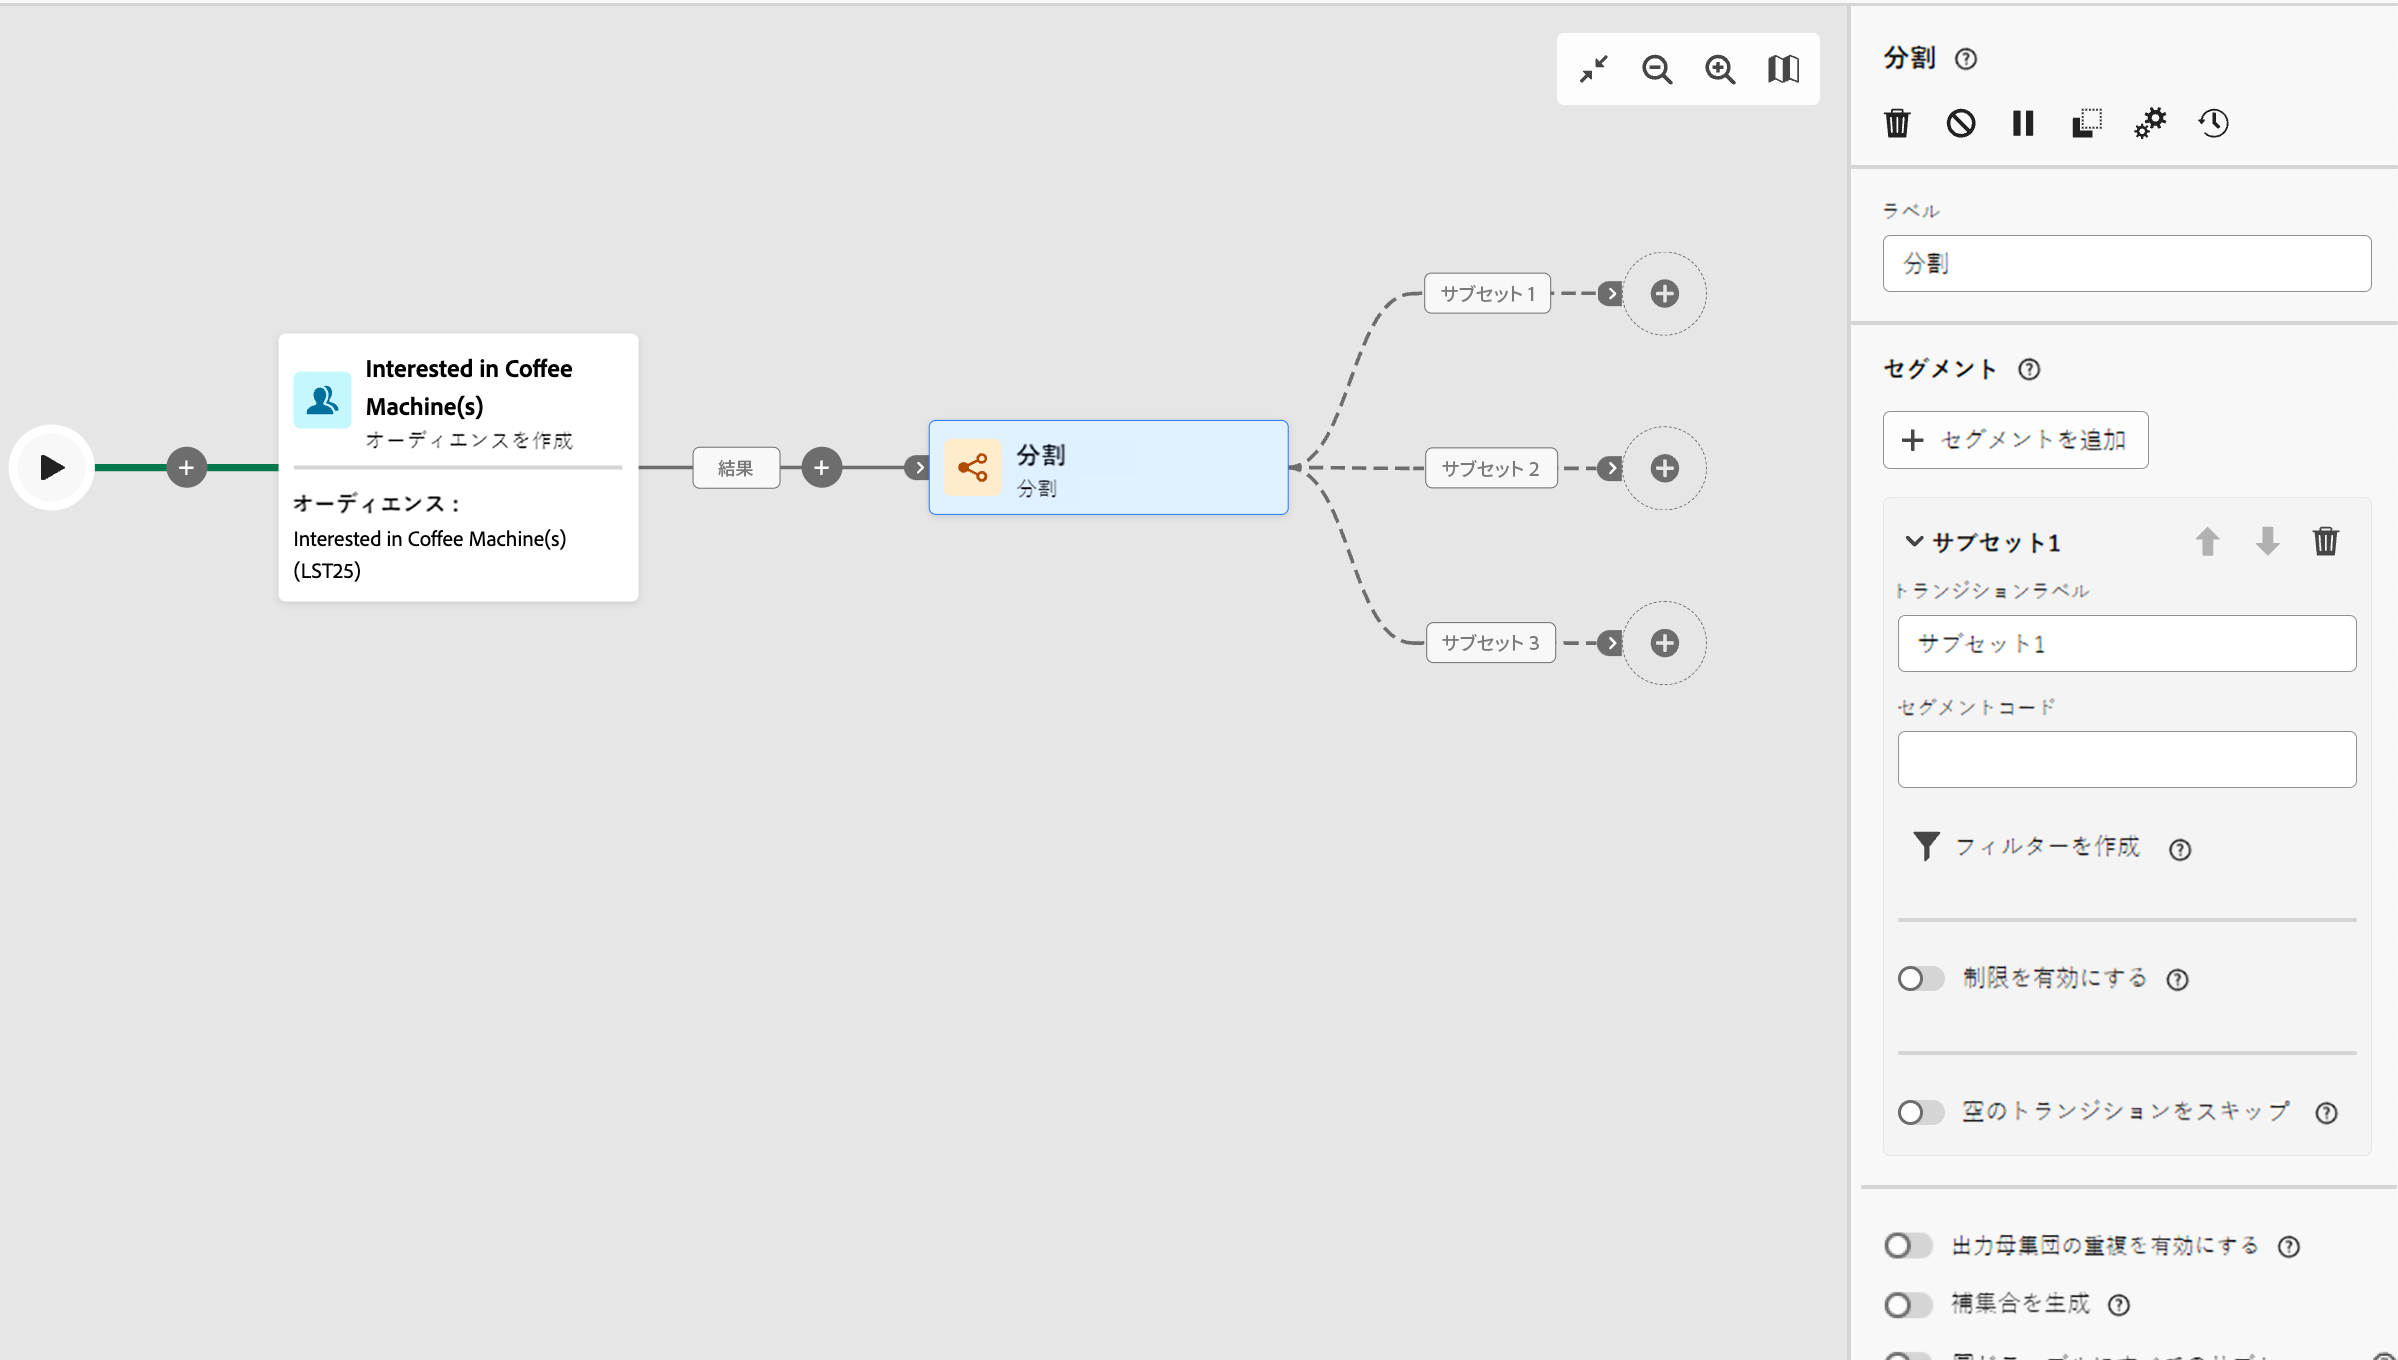 Interested in Coffee
Machine(s)
オーディエンスを作成
オーディエンス：
Interested in Coffee Machine(s)
(LST25)
結果
分割
分割
サブセット 1
サブセット 2
サブセット 3
分割
ラベル
分割
セグメント
セグメントを追加
サブセット1
トランジションラベル
サブセット1
セグメントコード
フィルターを作成
制限を有効にする
空のトランジションをスキップ
出力母集団の重複を有効にする
補集合を生成